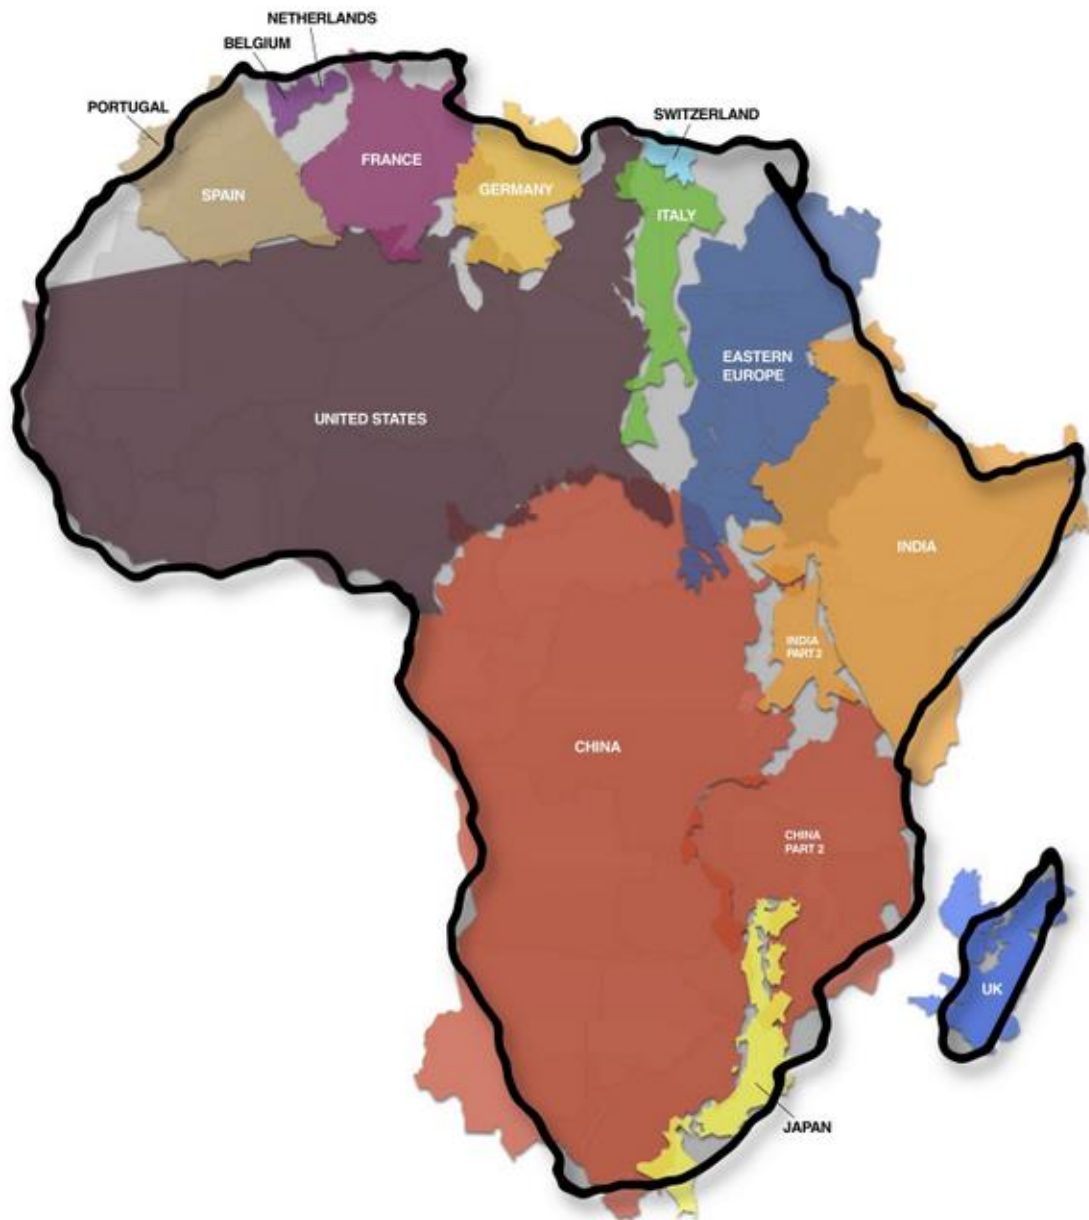 NETHERLANDS
BELGIUM
PORTUGAL
SWITZERLAND
FRANCE
GERMANY
SPAIN
ITALY
EASTERN
EUROPE
UNITED STATES
INDIA
INDIA
PART 2
CHINA
CHINA
PART 2
UK
JAPAN